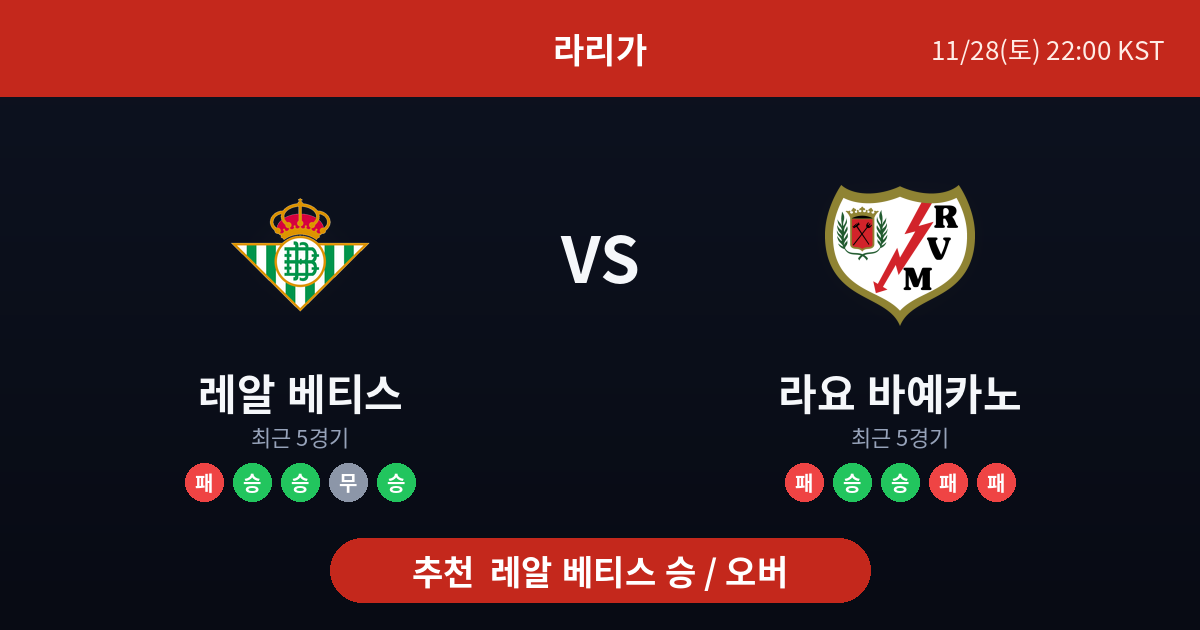 라리가
11/28(토) 22:00 KST
VS
R
V
M
레알 베티스
최근 5경기
패 승 승 무 승
라요 바예카노
최근 5경기
패 승 승 패 패
추천 레알 베티스 승 / 오버